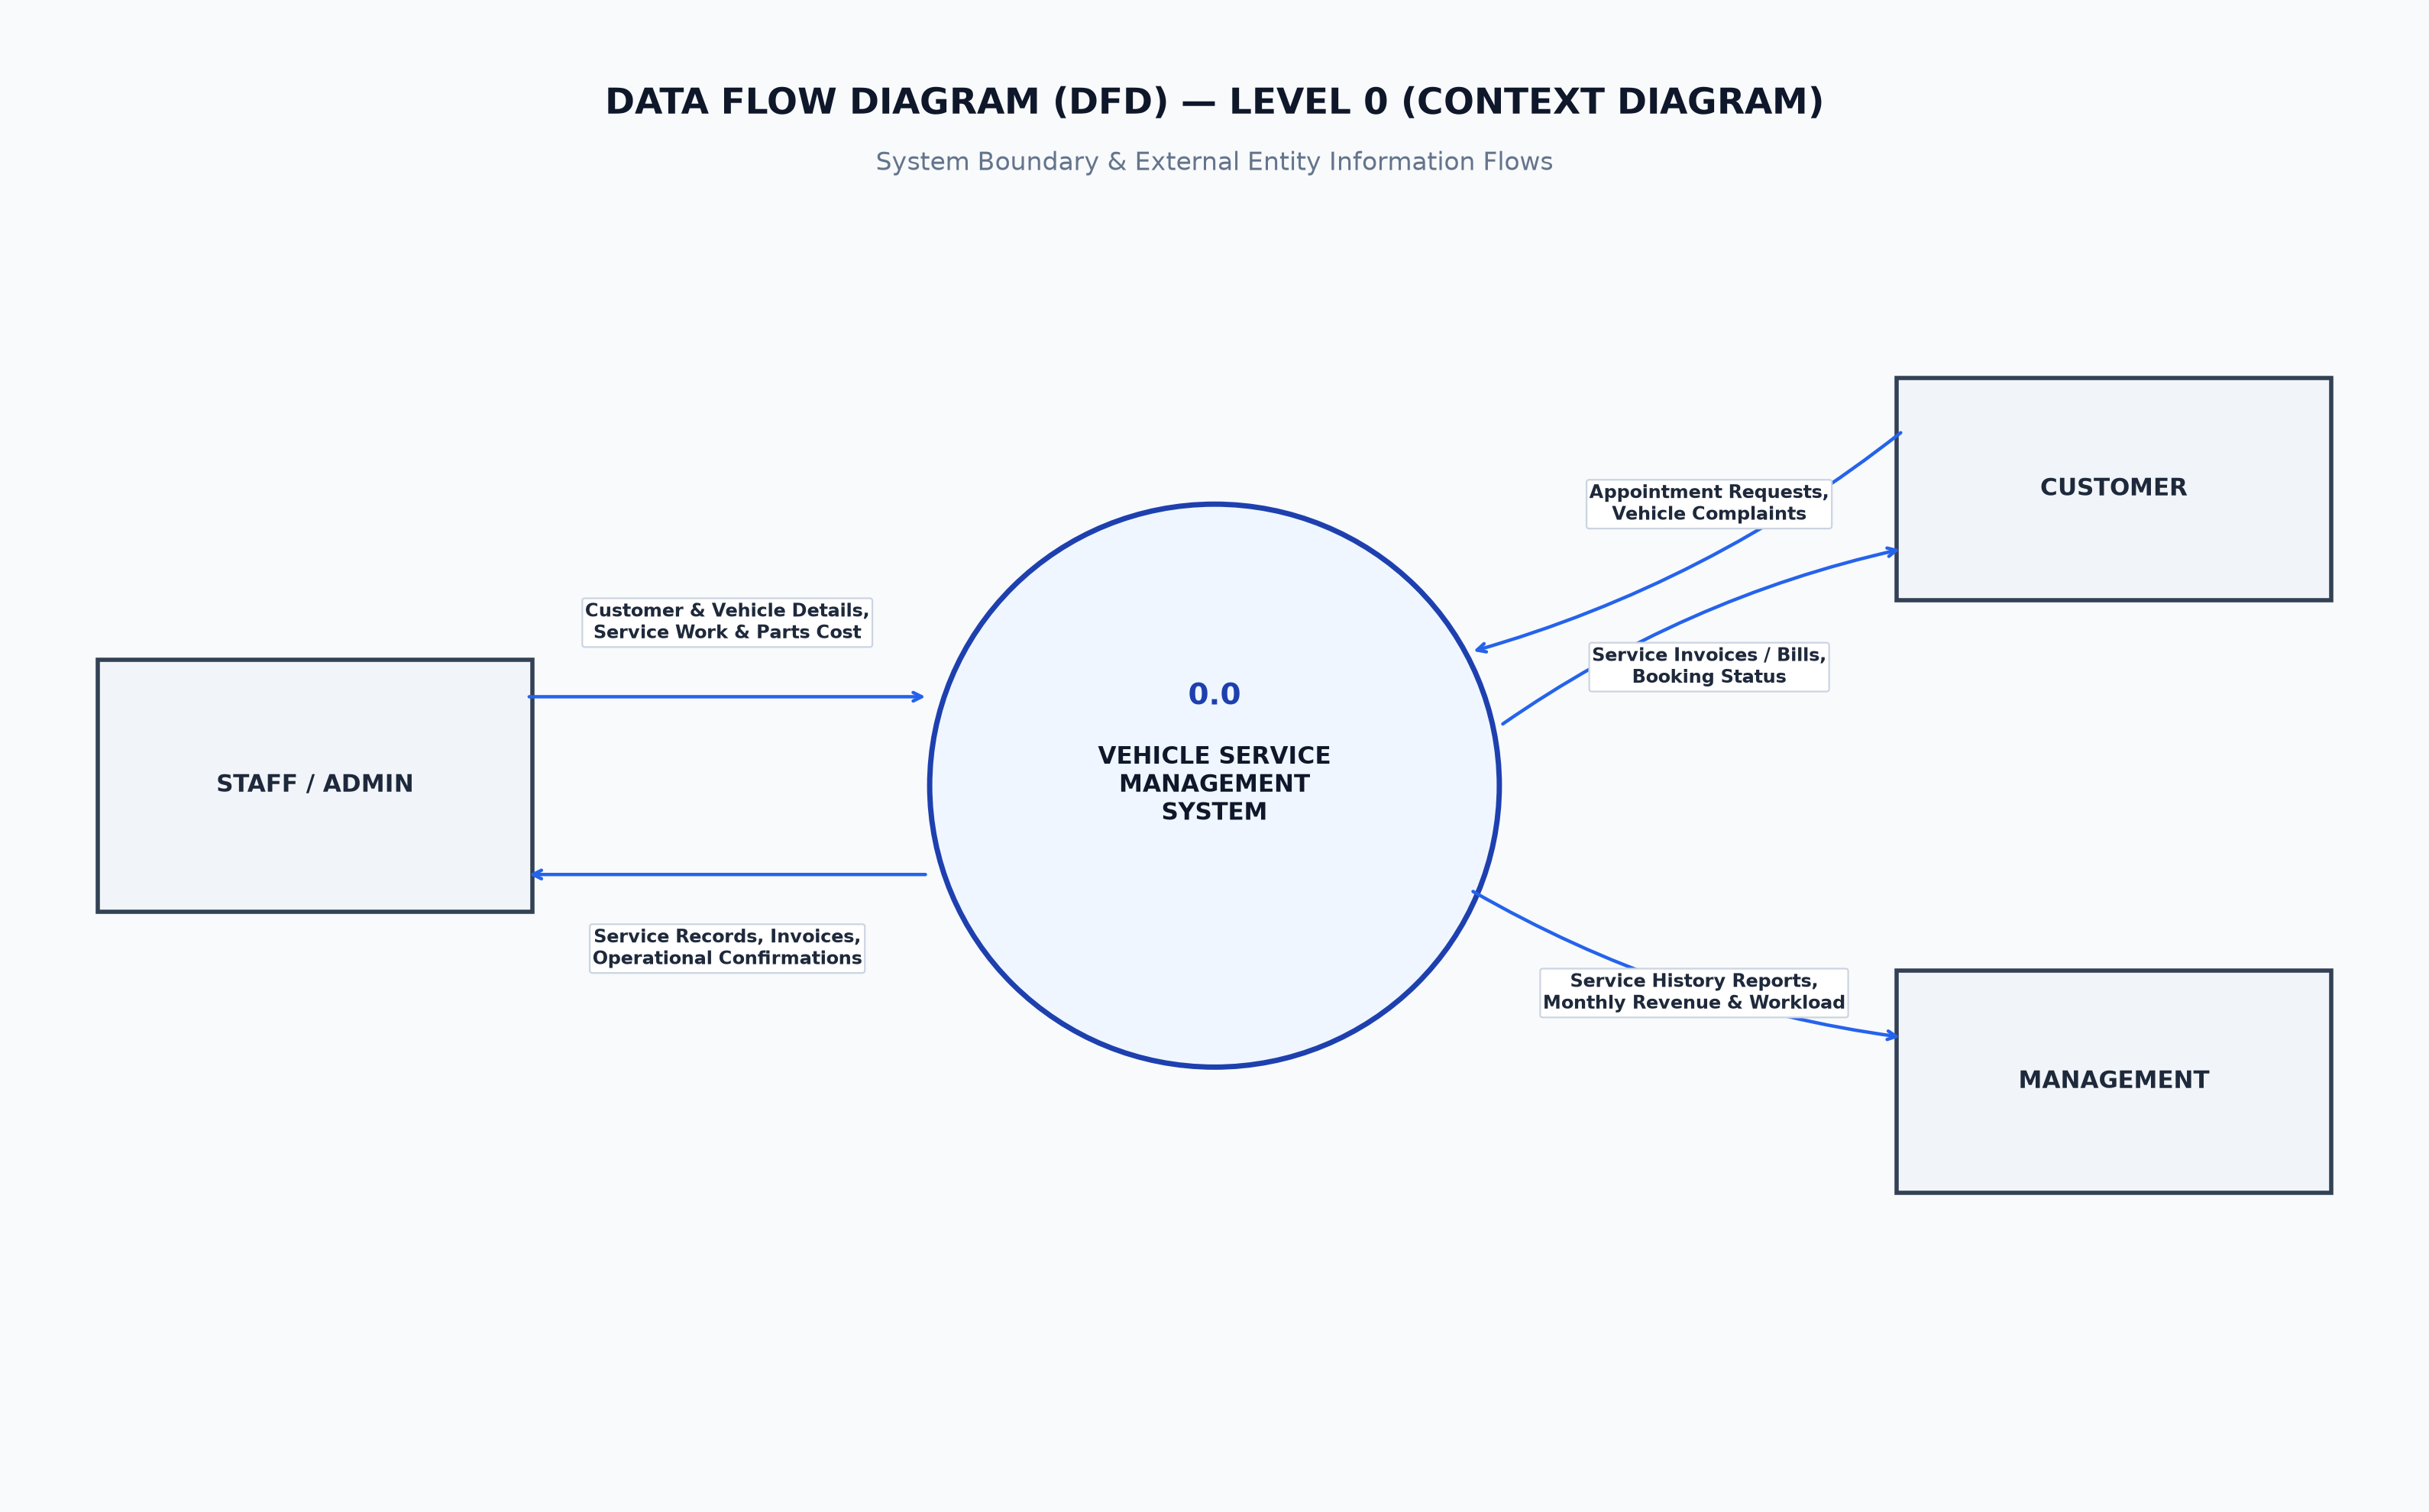 DATA FLOW DIAGRAM (DFD) — LEVEL 0 (CONTEXT DIAGRAM)
System Boundary & External Entity Information Flows
CUSTOMER
Appointment Requests,
Vehicle Complaints
Customer & Vehicle Details,
Service Work & Parts Cost
Service Invoices / Bills,
Booking Status
0.0
VEHICLE SERVICE
MANAGEMENT
SYSTEM
STAFF / ADMIN
Service Records, Invoices,
Operational Confirmations
Service History Reports,
Monthly Revenue & Workload
MANAGEMENT